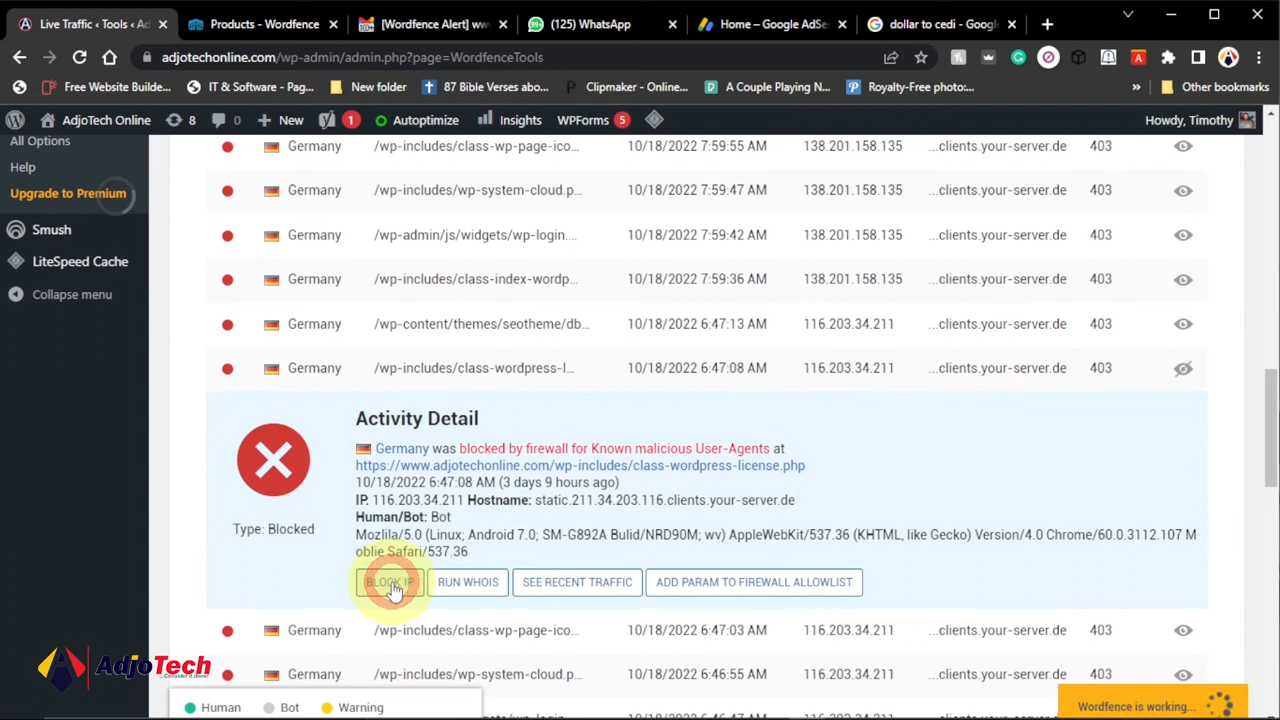 Live Traffic ‹ Tools ‹ Ad
Products - Wordfence
[Wordfence Alert] ww
(125) WhatsApp
Home – Google AdSe
dollar to cedi - Googl
adjotechonline.com/wp-admin/admin.php?page=WordfenceTools
Free Website Builde...
IT & Software - Pag...
New folder
87 Bible Verses abo...
Clipmaker - Online...
A Couple Playing N...
Royalty-Free photo:...
»
Other bookmarks
AdjoTech Online
8
0
New
1
Autoptimize
Insights
WPForms 5
Howdy, Timothy
All Options
Help
Upgrade to Premium
Smush
LiteSpeed Cache
Collapse menu
Germany /wp-includes/class-wp-page-ico... 10/18/2022 7:59:55 AM 138.201.158.135 ...clients.your-server.de 403
Germany /wp-includes/wp-system-cloud.p... 10/18/2022 7:59:47 AM 138.201.158.135 ...clients.your-server.de 403
Germany /wp-admin/js/widgets/wp-login.... 10/18/2022 7:59:42 AM 138.201.158.135 ...clients.your-server.de 403
Germany /wp-includes/class-index-wordp... 10/18/2022 7:59:36 AM 138.201.158.135 ...clients.your-server.de 403
Germany /wp-content/themes/seotheme/db... 10/18/2022 6:47:13 AM 116.203.34.211 ...clients.your-server.de 403
Germany /wp-includes/class-wordpress-l... 10/18/2022 6:47:08 AM 116.203.34.211 ...clients.your-server.de 403
Activity Detail
Germany was blocked by firewall for Known malicious User-Agents at
https://www.adjotechonline.com/wp-includes/class-wordpress-license.php
10/18/2022 6:47:08 AM (3 days 9 hours ago)
IP: 116.203.34.211 Hostname: static.211.34.203.116.clients.your-server.de
Human/Bot: Bot
Type: Blocked
Mozlila/5.0 (Linux; Android 7.0; SM-G892A Bulid/NRD90M; wv) AppleWebKit/537.36 (KHTML, like Gecko) Version/4.0 Chrome/60.0.3112.107 M
oblie Safari/537.36
BLOCK IP
RUN WHOIS
SEE RECENT TRAFFIC
ADD PARAM TO FIREWALL ALLOWLIST
Germany /wp-includes/class-wp-page-ico... 10/18/2022 6:47:03 AM 116.203.34.211 ...clients.your-server.de 403
Germany /wp-includes/wp-system-cloud.p... 10/18/2022 6:46:55 AM 116.203.34.211 ...clients.your-server.de 403
AdjoTech
Human
Bot
Warning
Wordfence is working...